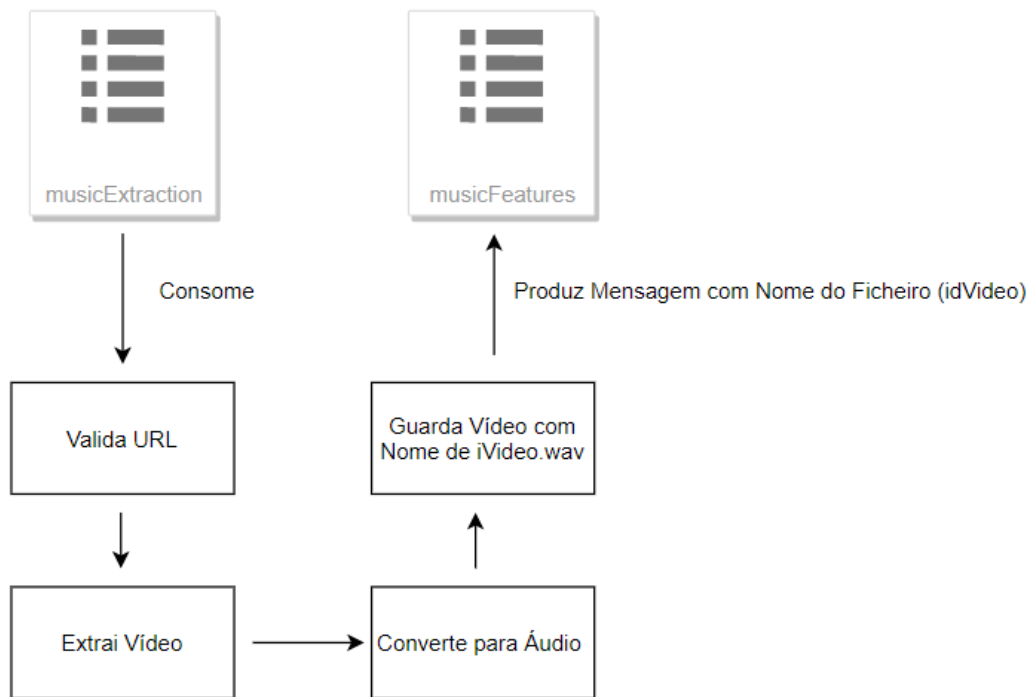 musicExtraction
musicFeatures
Consome
Produz Mensagem com Nome do Ficheiro (idVideo)
Valida URL
Guarda Vídeo com
Nome de iVideo.wav
Extrai Vídeo
Converte para Áudio